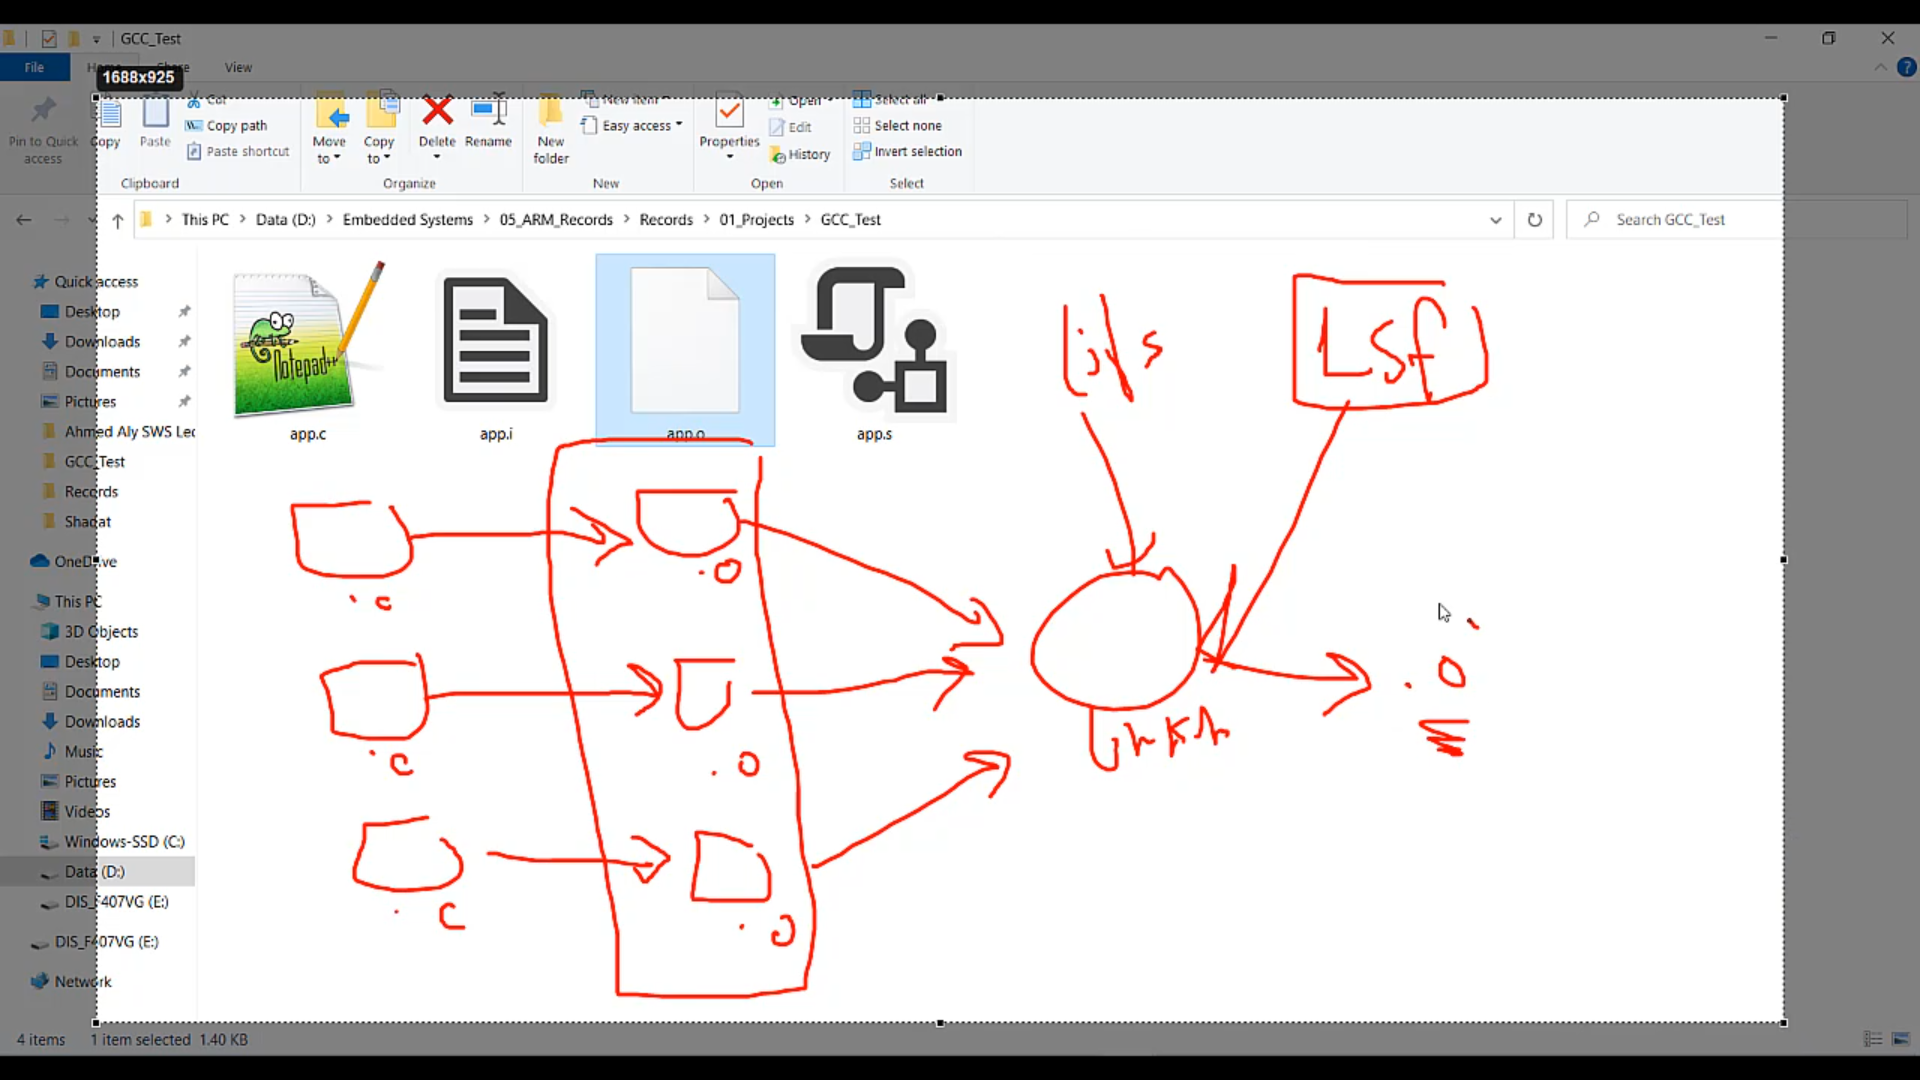 GCC_Test
File
Home
Share
View
1688x925
Pin to Quick access
Copy
Paste
Cut
Copy path
Paste shortcut
Clipboard
Move to
Copy to
Delete
Rename
Organize
New folder
New item
Easy access
New
Properties
Open
Edit
History
Open
Select all
Select none
Invert selection
Select
This PC > Data (D:) > Embedded Systems > 05_ARM_Records > Records > 01_Projects > GCC_Test
Search GCC_Test
Quick access
Desktop
Downloads
Documents
Pictures
Ahmed Aly SWS Lec
GCC_Test
Records
Shadat
OneDrive
This PC
3D Objects
Desktop
Documents
Downloads
Music
Pictures
Videos
Windows-SSD (C:)
Data (D:)
DIS_F407VG (E:)
DIS_F407VG (E:)
Network
app.c
app.i
app.o
app.s
LSf
.c
.o
.c
.o
.c
.o
.o
4 items
1 item selected 1.40 KB